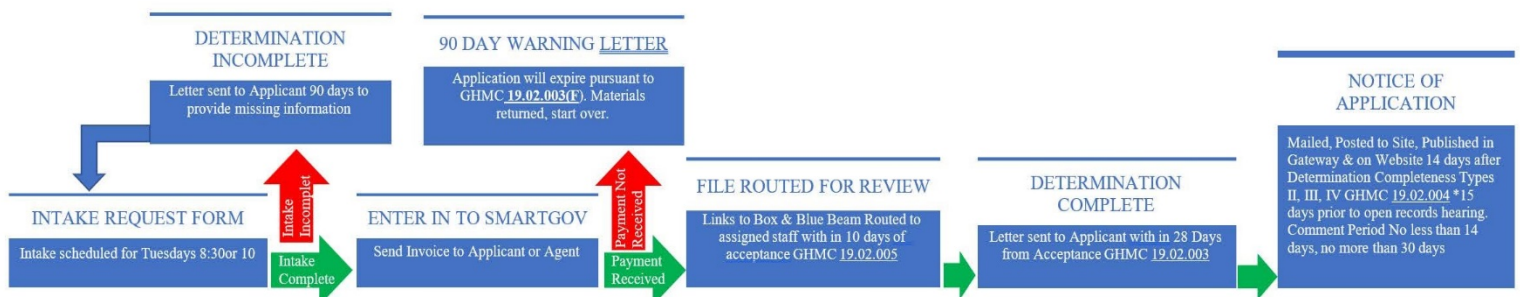 DETERMINATION
INCOMPLETE
Letter sent to Applicant 90 days to
provide missing information
90 DAY WARNING LETTER
Application will expire pursuant to
GHMC 19.02.003(F). Materials
returned, start over.
INTAKE REQUEST FORM
Intake scheduled for Tuesdays 8:30or 10
Intake
Incomplet
Intake
Complete
ENTER IN TO SMARTGOV
Send Invoice to Applicant or Agent
Payment Not
Received
Payment
Received
FILE ROUTED FOR REVIEW
Links to Box & Blue Beam Routed to
assigned staff with in 10 days of
acceptance GHMC 19.02.005
DETERMINATION
COMPLETE
Letter sent to Applicant with in 28 Days
from Acceptance GHMC 19.02.003
NOTICE OF
APPLICATION
Mailed, Posted to Site, Published in
Gateway & on Website 14 days after
Determination Completeness Types
II, III, IV GHMC 19.02.004 *15
days prior to open records hearing.
Comment Period No less than 14
days, no more than 30 days